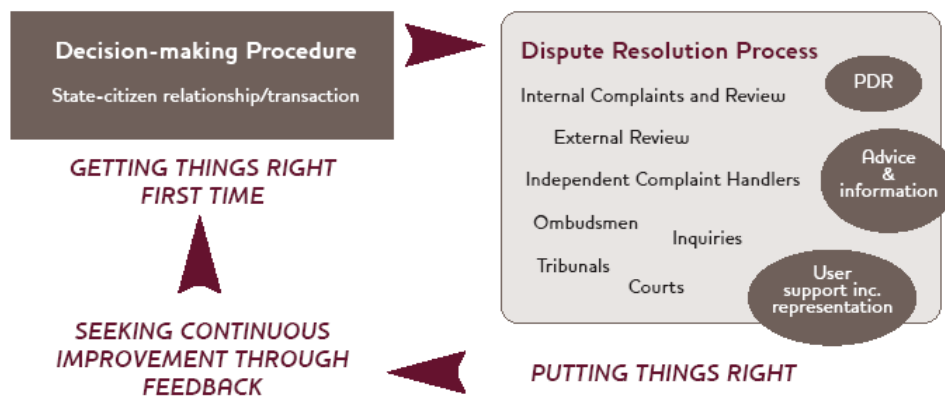 Decision-making Procedure
State-citizen relationship/transaction
GETTING THINGS RIGHT
FIRST TIME
Dispute Resolution Process
PDR
Internal Complaints and Review
External Review
Advice
&
information
Independent Complaint Handlers
Ombudsmen
Inquiries
Tribunals
Courts
User
support inc.
representation
PUTTING THINGS RIGHT
SEEKING CONTINUOUS
IMPROVEMENT THROUGH
FEEDBACK